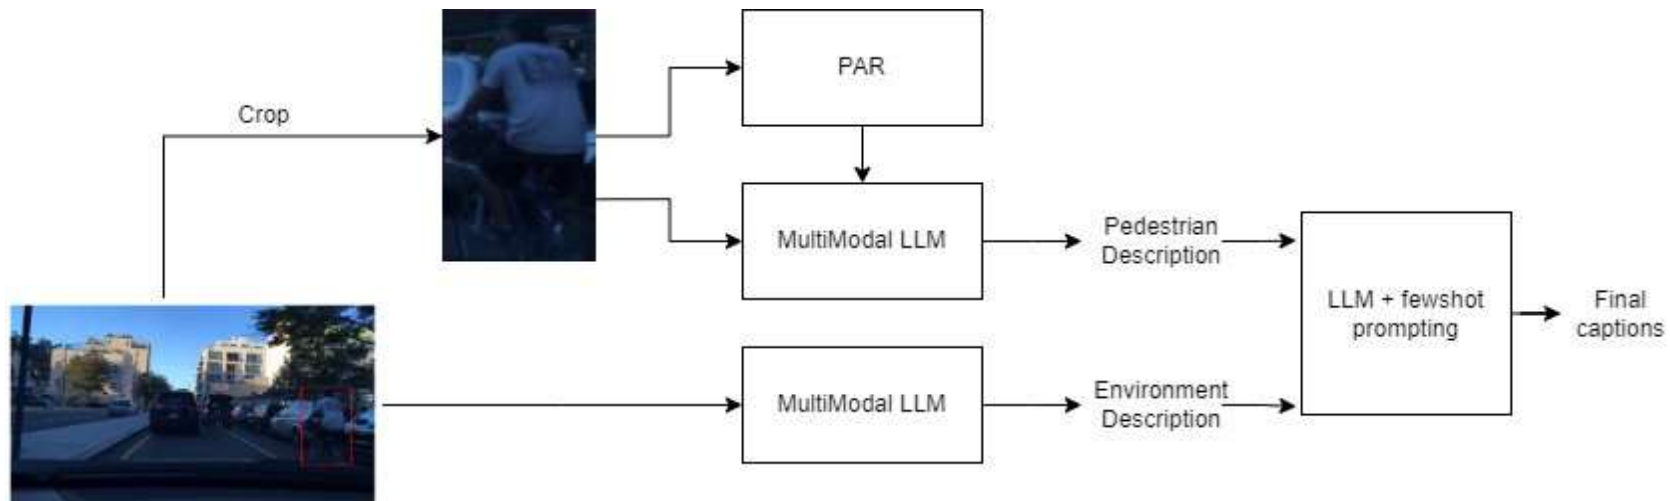 Crop
PAR
MultiModal LLM
Pedestrian
Description
LLM + fewshot
prompting
Final
captions
MultiModal LLM
Environment
Description